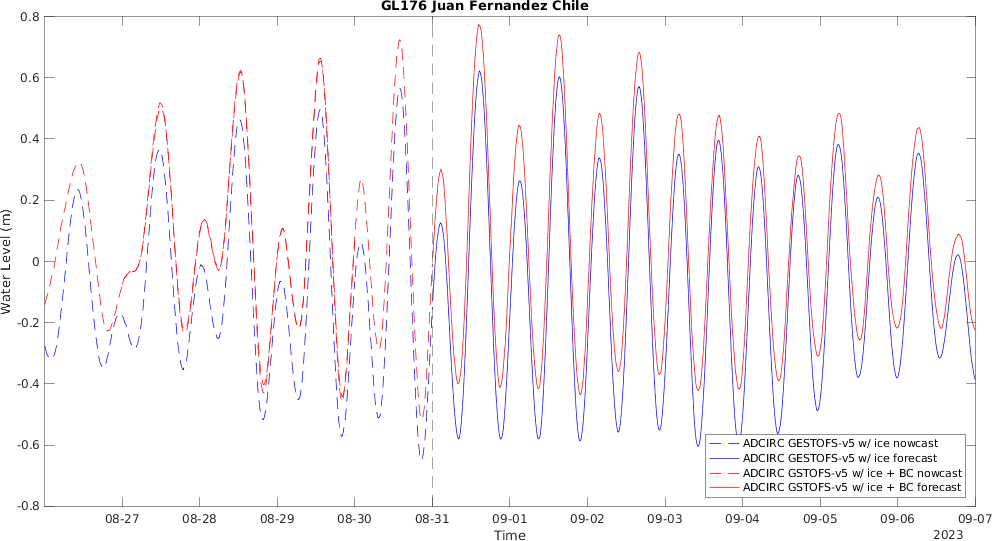 GL176 Juan Fernandez Chile
0.8
0.6
0.4
0.2
0
-0.2
-0.4
-0.6
-0.8
Water Level (m)
ADCIRC GESTOFS-v5 w/ ice nowcast
ADCIRC GESTOFS-v5 w/ ice forecast
ADCIRC GSTOFS-v5 w/ ice + BC nowcast
ADCIRC GSTOFS-v5 w/ ice + BC forecast
08-27 08-28 08-29 08-30 08-31 09-01 09-02 09-03 09-04 09-05 09-06 09-07
Time
2023